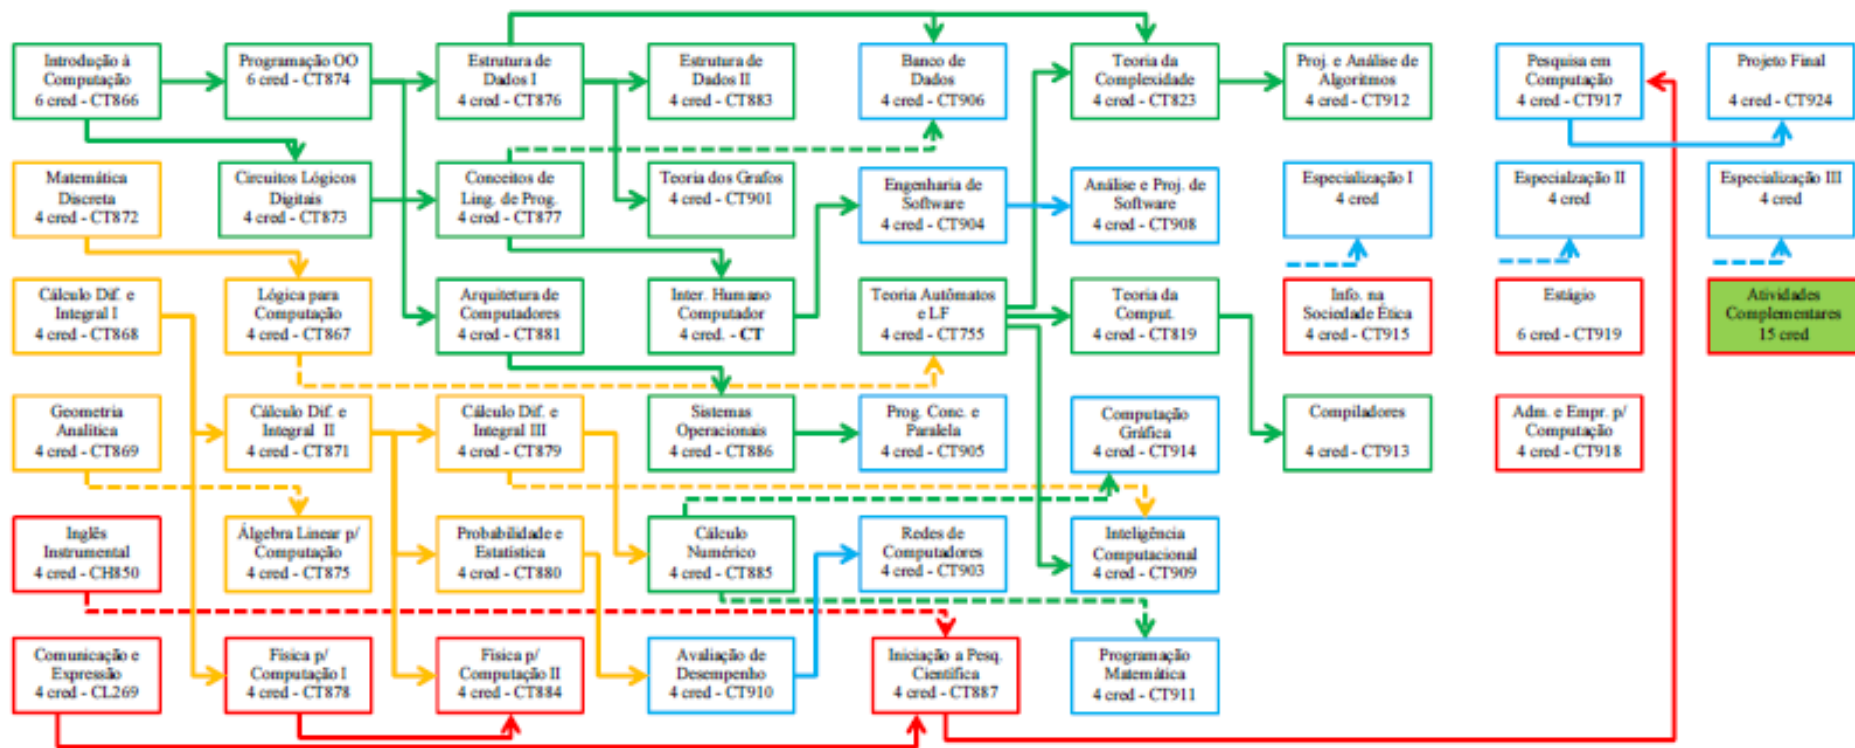 Introdução à
Computação
6 cred - CT866
Programação OO
6 cred - CT874
Estrutura de
Dados I
4 cred - CT876
Estrutura de
Dados II
4 cred - CT883
Banco de
Dados
4 cred - CT906
Teoria da
Complexidade
4 cred - CT823
Proj. e Análise de
Algoritmos
4 cred - CT912
Pesquisa em
Computação
4 cred - CT917
Projeto Final
4 cred - CT924
Matemática
Discreta
4 cred - CT872
Circuitos Lógicos
Digitais
4 cred - CT873
Conceitos de
Ling. de Prog.
4 cred - CT877
Teoria dos Grafos
4 cred - CT901
Engenharia de
Software
4 cred - CT904
Análise e Proj. de
Software
4 cred - CT908
Especialização I
4 cred
Especialzação II
4 cred
Especialização III
4 cred
Cálculo Dif. e
Integral I
4 cred - CT868
Lógica para
Computação
4 cred - CT867
Arquitetura de
Computadores
4 cred - CT881
Inter. Humano
Computador
4 cred. - CT
Teoria Autômatos
e LF
4 cred - CT755
Teoria da
Comput.
4 cred - CT819
Info. na
Sociedade Ética
4 cred - CT915
Estágio
6 cred - CT919
Atividades
Complementares
15 cred
Geometria
Analítica
4 cred - CT869
Cálculo Dif. e
Integral II
4 cred - CT871
Cálculo Dif. e
Integral III
4 cred - CT879
Sistemas
Operacionais
4 cred - CT886
Prog. Conc. e
Paralela
4 cred - CT905
Computação
Gráfica
4 cred - CT914
Compiladores
4 cred - CT913
Adm. e Empr. p/
Computação
4 cred - CT918
Inglês
Instrumental
4 cred - CH850
Álgebra Linear p/
Computação
4 cred - CT875
Probabilidade e
Estatística
4 cred - CT880
Cálculo
Numérico
4 cred - CT885
Redes de
Computadores
4 cred - CT903
Inteligência
Computacional
4 cred - CT909
Comunicação e
Expressão
4 cred - CL269
Física p/
Computação I
4 cred - CT878
Física p/
Computação II
4 cred - CT884
Avaliação de
Desempenho
4 cred - CT910
Iniciação a Pesq.
Científica
4 cred - CT887
Programação
Matemática
4 cred - CT911